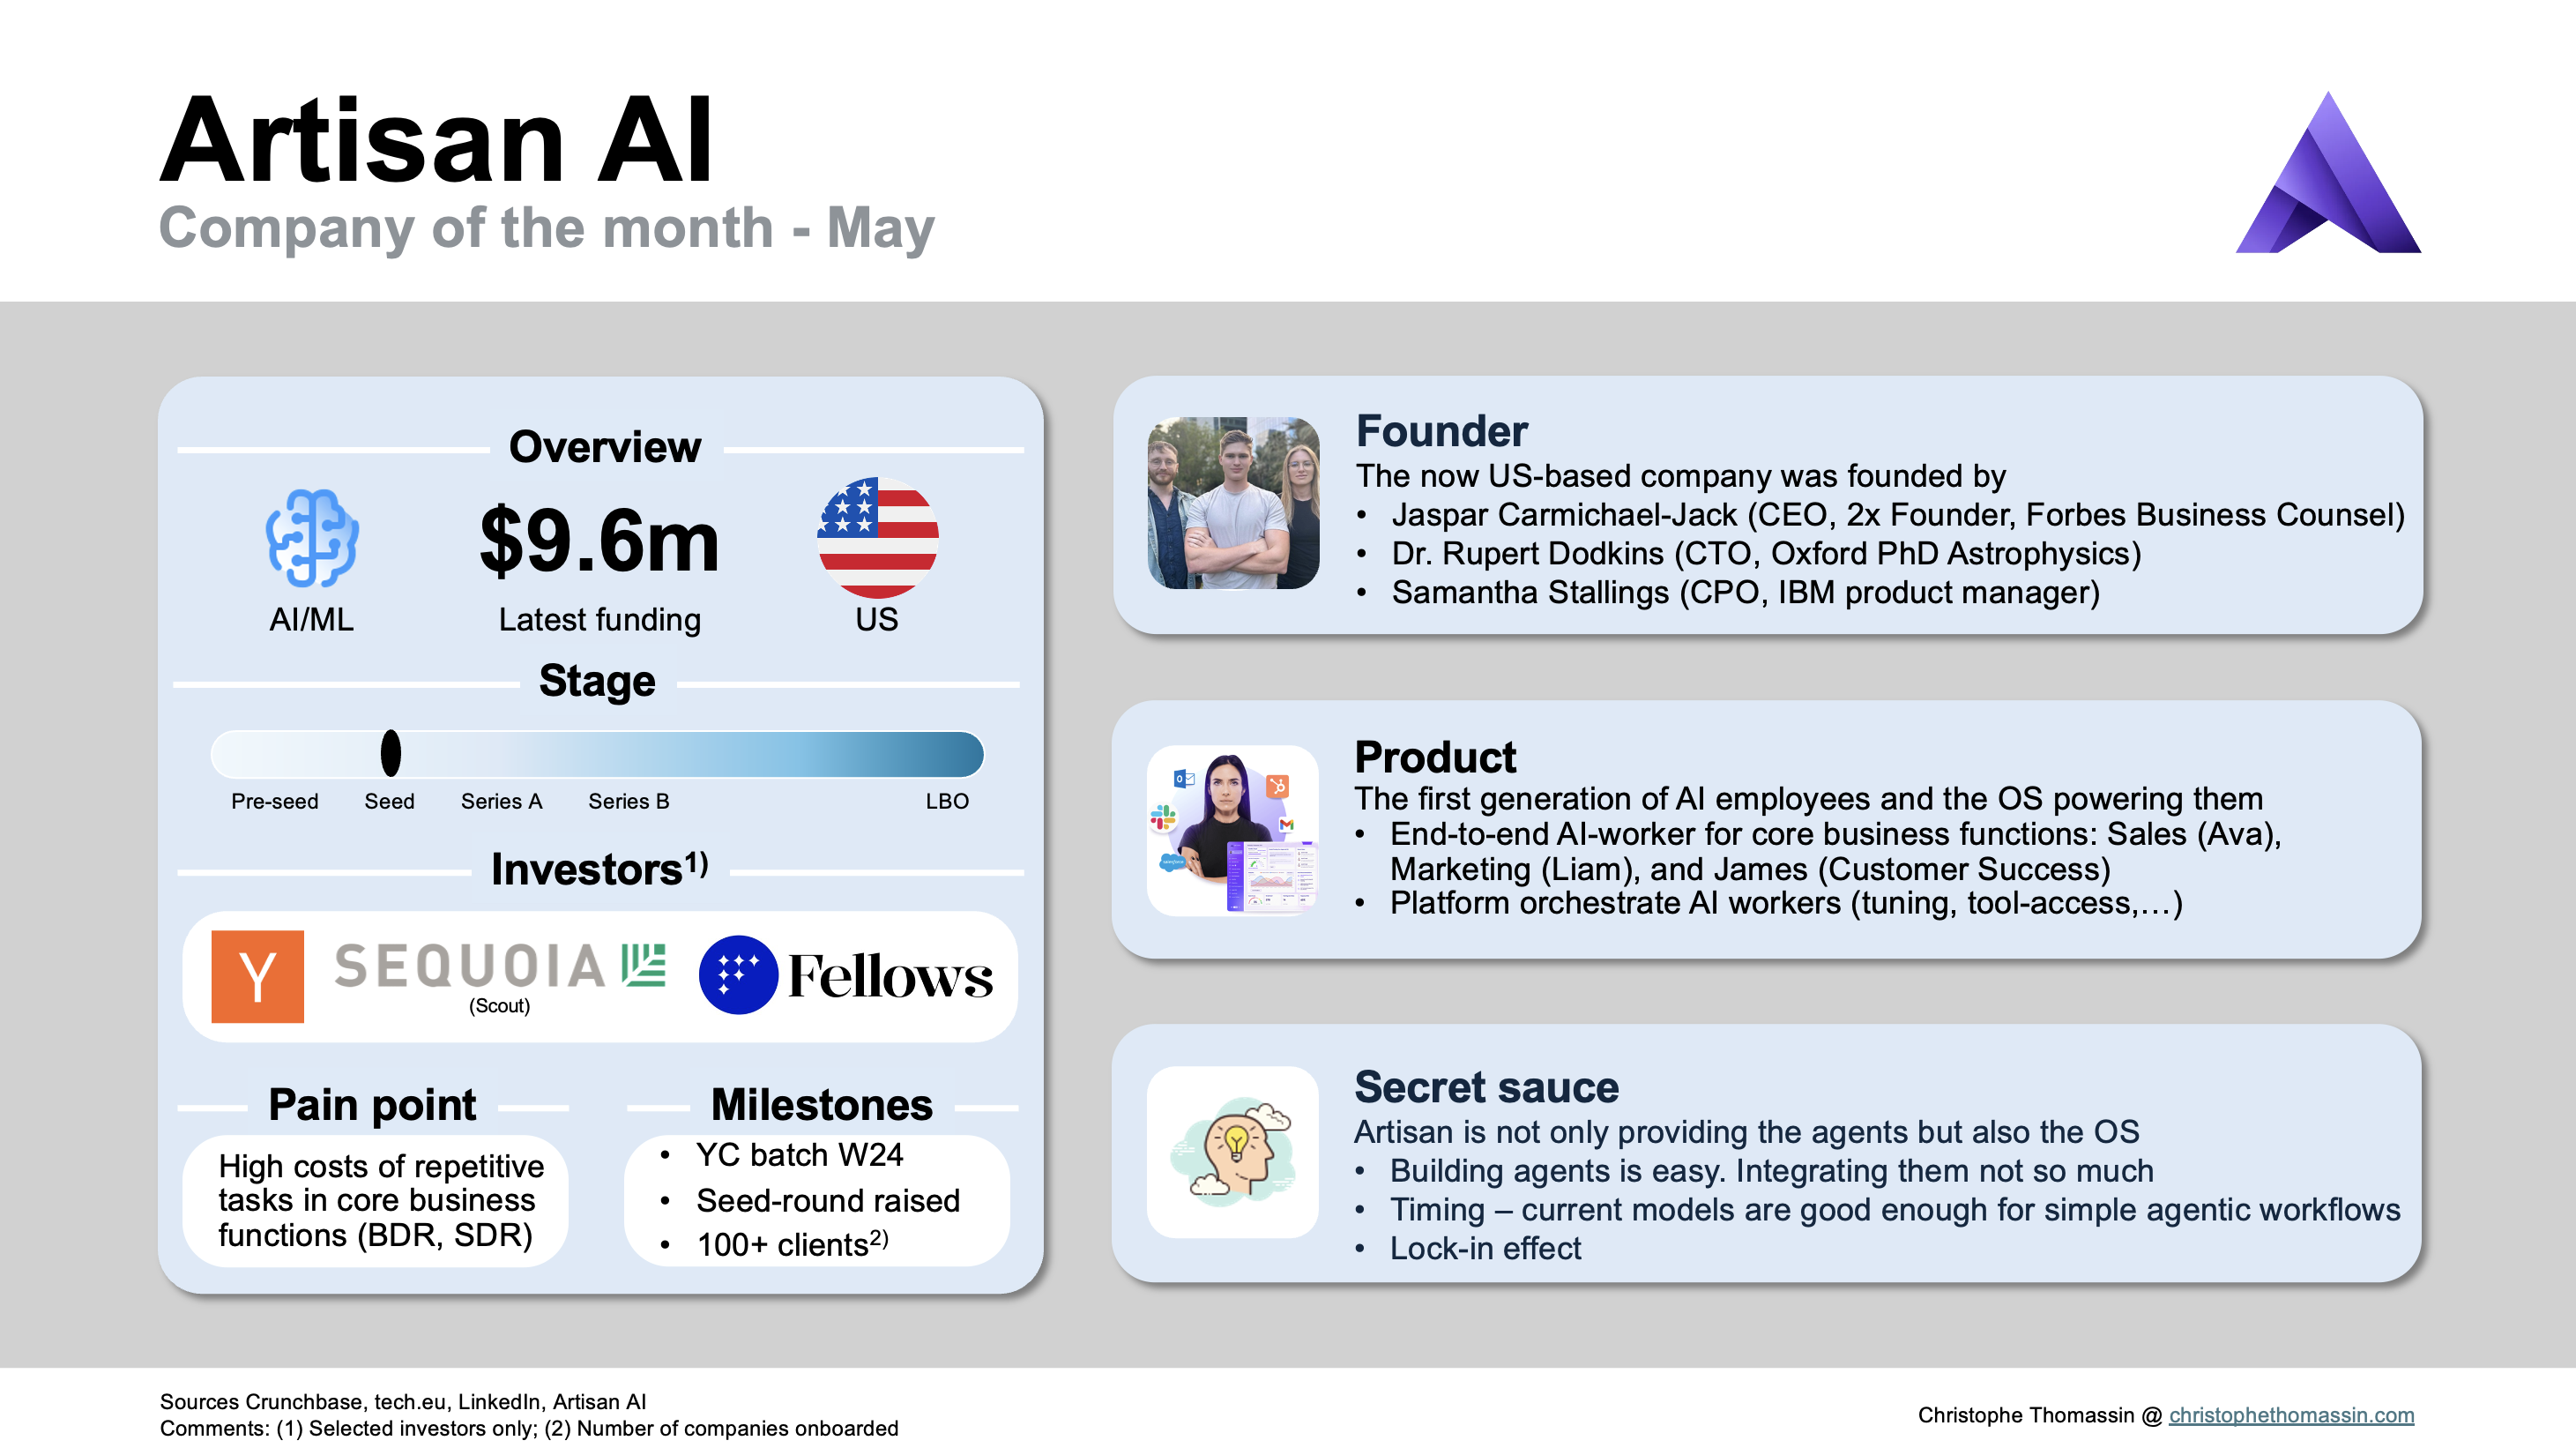 Artisan AI
Company of the month - May
Overview
$9.6m
AI/ML
Latest funding
US
Stage
Pre-seed
Seed
Series A
Series B
LBO
Investors1)
Y
SEQUOIA
(Scout)
Fellows
Pain point
High costs of repetitive
tasks in core business
functions (BDR, SDR)
Milestones
• YC batch W24
• Seed-round raised
• 100+ clients2)
Founder
The now US-based company was founded by
• Jaspar Carmichael-Jack (CEO, 2x Founder, Forbes Business Counsel)
• Dr. Rupert Dodkins (CTO, Oxford PhD Astrophysics)
• Samantha Stallings (CPO, IBM product manager)
Product
The first generation of AI employees and the OS powering them
• End-to-end AI-worker for core business functions: Sales (Ava),
Marketing (Liam), and James (Customer Success)
• Platform orchestrate AI workers (tuning, tool-access,…)
Secret sauce
Artisan is not only providing the agents but also the OS
• Building agents is easy. Integrating them not so much
• Timing – current models are good enough for simple agentic workflows
• Lock-in effect
Sources Crunchbase, tech.eu, LinkedIn, Artisan AI
Comments: (1) Selected investors only; (2) Number of companies onboarded
Christophe Thomassin @ christophethomassin.com